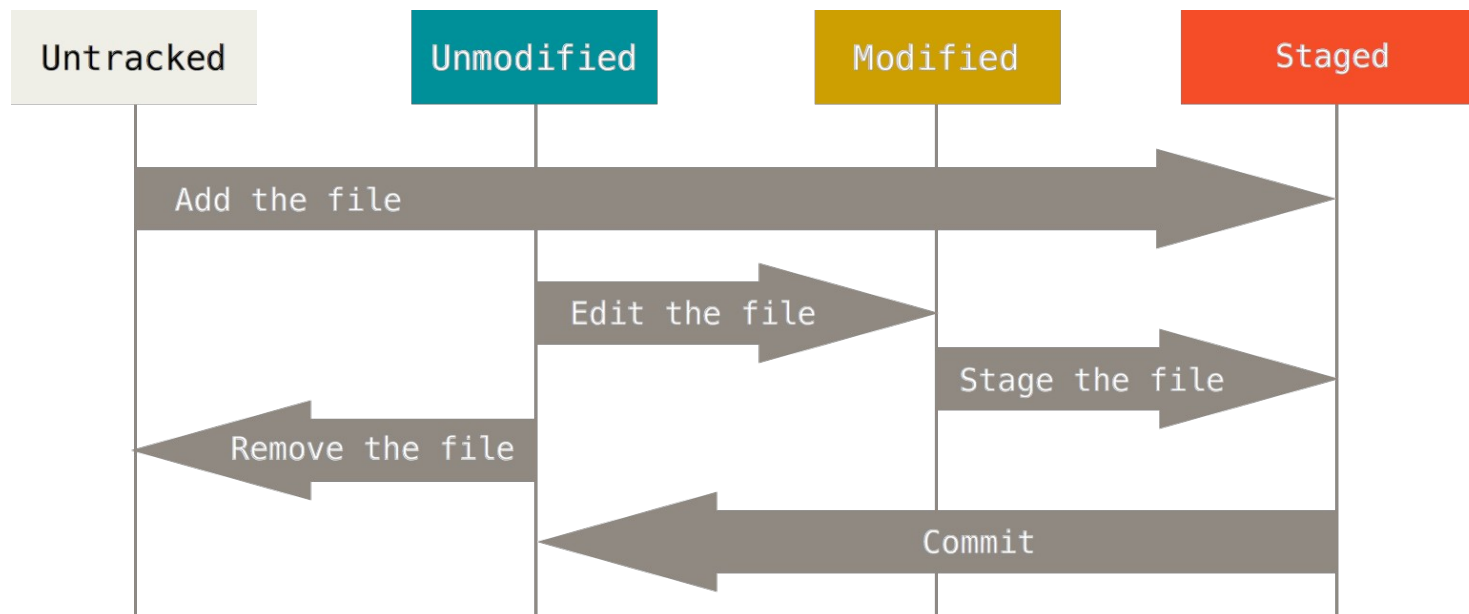 Untracked
Unmodified
Modified
Staged
Add the file
Edit the file
Stage the file
Remove the file
Commit